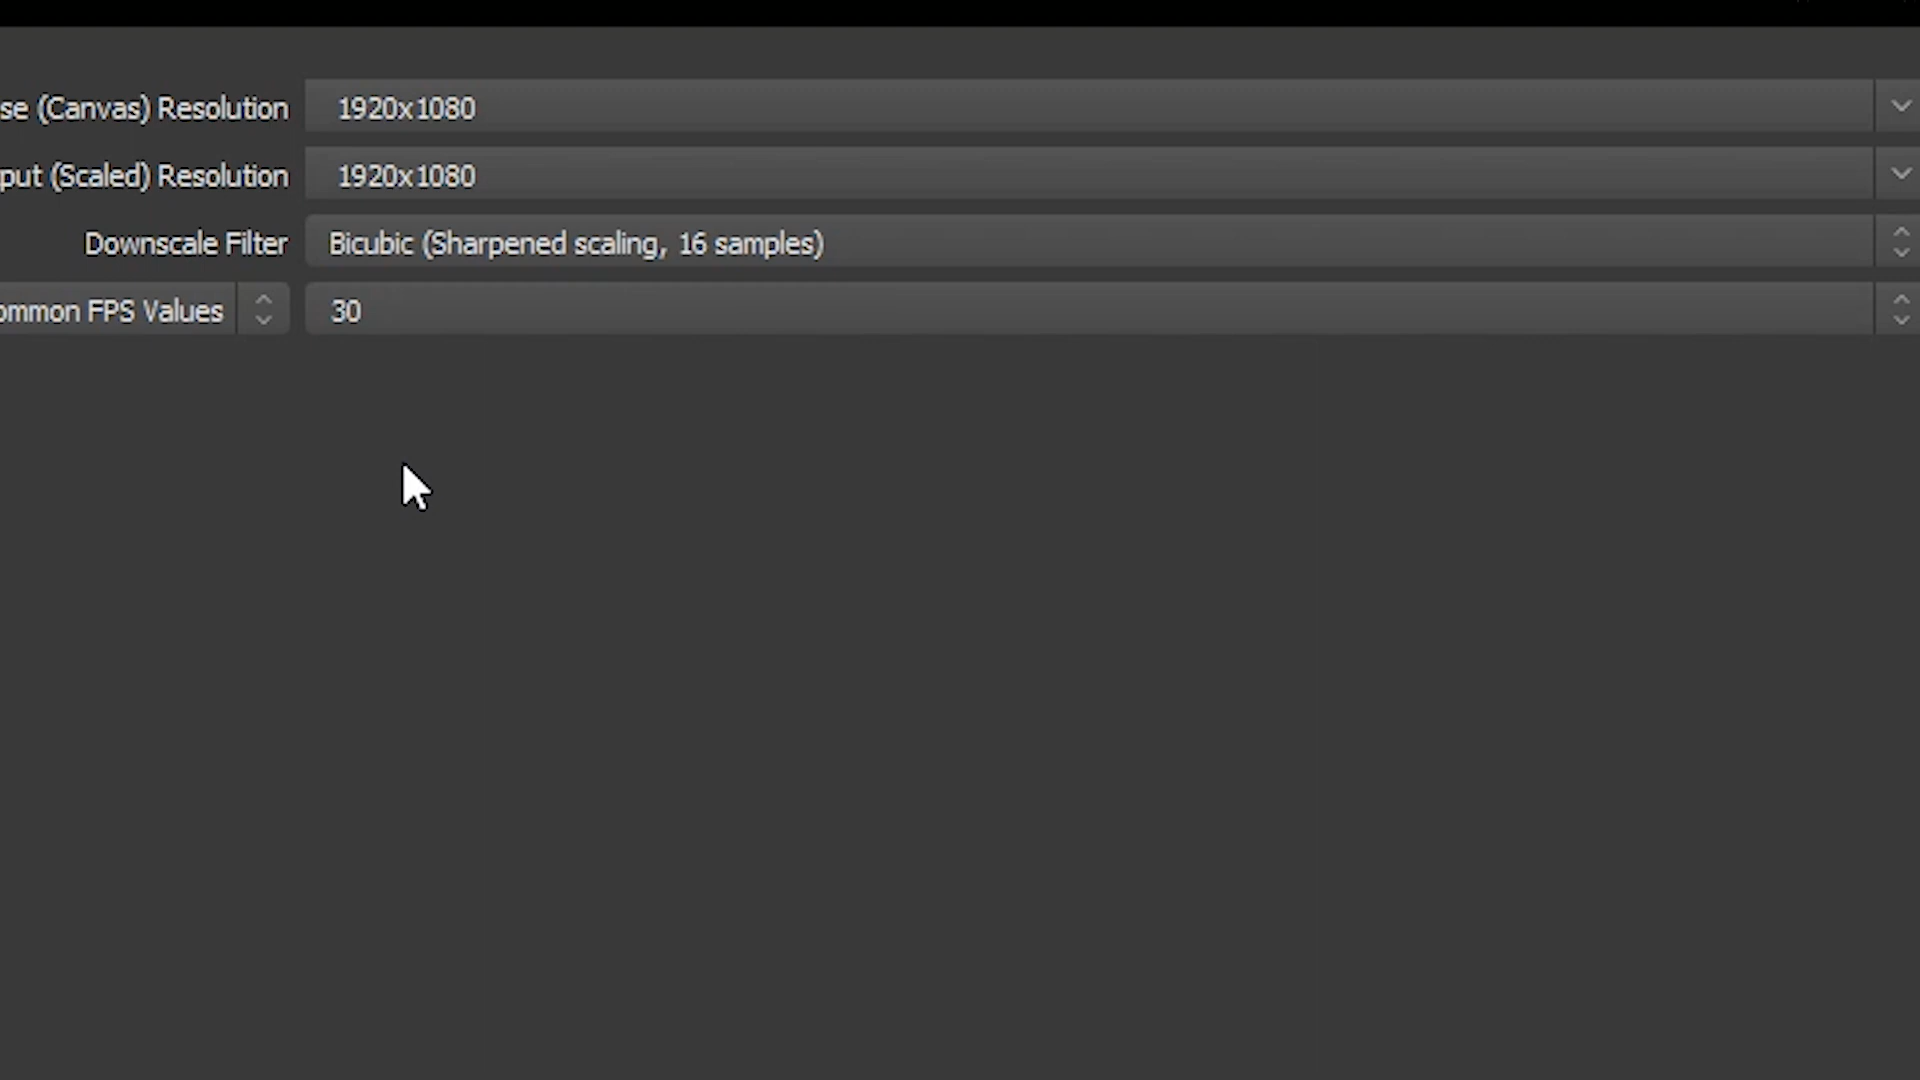 se (Canvas) Resolution 1920x1080
put (Scaled) Resolution 1920x1080
Downscale Filter Bicubic (Sharpened scaling, 16 samples)
ommon FPS Values 30